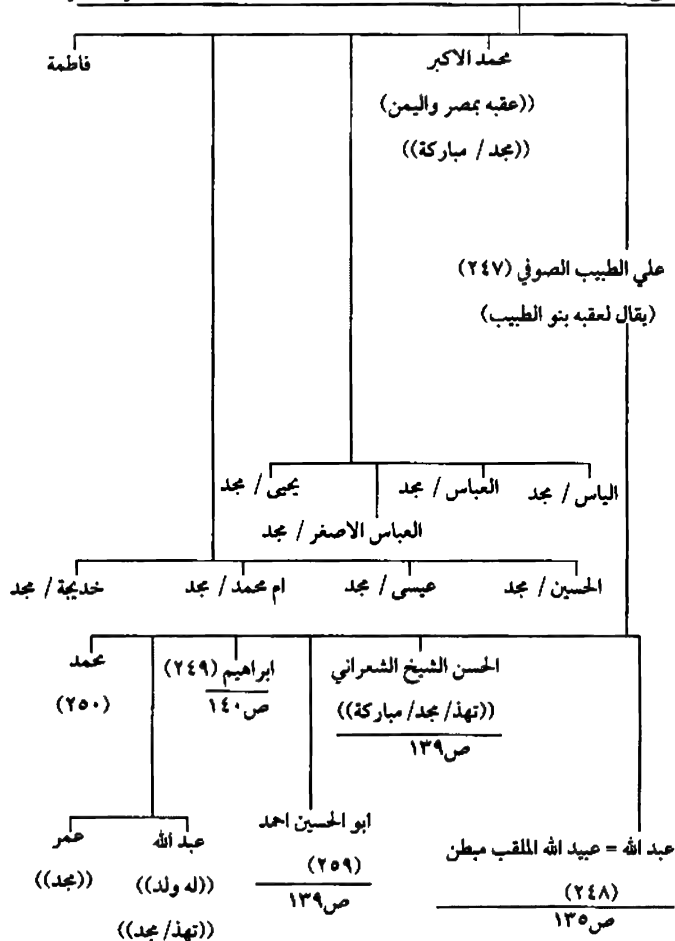 محمد الاكبر
((عقبه بمصر واليمن)
((مجد / مباركة))
فاطمة
علي الطبيب الصوفي (٢٤٧)
(يقال لعقبه بنو الطبيب)
الياس / مجد
العباس / مجد
يحيى / مجد
العباس الاصغر / مجد
الحسين / مجد
عيسى / مجد
ام محمد / مجد
خديجة / مجد
الحسن الشيخ الشعراني
((تهذ/ مجد/ مباركة))
ص١٣٩
ابراهيم (٢٤٩)
ص١٤٠
محمد
(٢٥٠)
عبد الله = عبيد الله الملقب مبطن
(٢٤٨)
ص١٣٥
ابو الحسين احمد
(٢٥٩)
ص١٣٩
عبد الله
((له ولد))
((تهذ/ مجد))
عمر
((مجد))